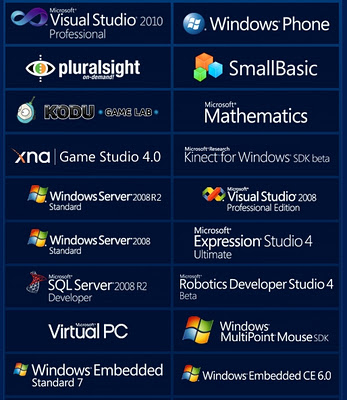 Microsoft®
Visual Studio® 2010
Professional
Windows® Phone
pluralsight
on-demand!
SmallBasic
KODU GAME LAB
Microsoft®
Mathematics
xna Game Studio 4.0
Microsoft® Research
Kinect for Windows® SDK beta
Windows Server® 2008 R2
Standard
Microsoft®
Visual Studio® 2008
Professional Edition
Windows Server® 2008
Standard
Microsoft®
Expression® Studio 4
Ultimate
Microsoft®
SQL Server® 2008 R2
Developer
Microsoft®
Robotics Developer Studio 4
Beta
Microsoft®
Virtual PC
Windows®
MultiPoint Mouse SDK
Windows® Embedded
Standard 7
Windows® Embedded CE 6.0